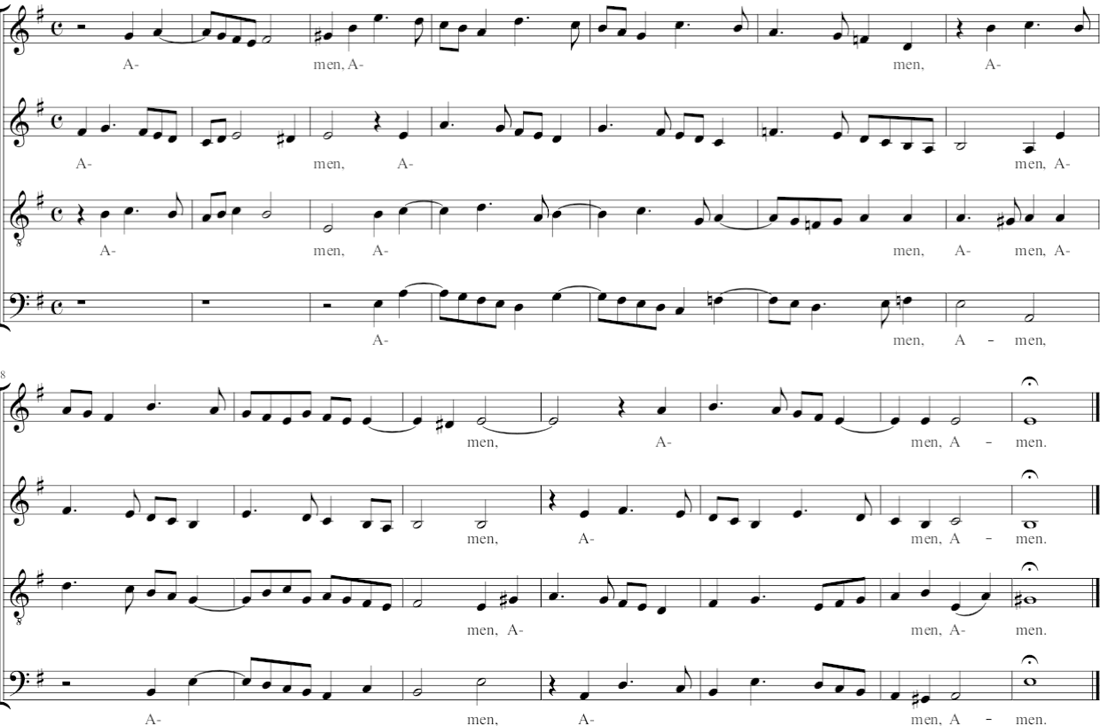 A- men, A- men, A-
A- men, A- men, A-
A- men, A- men, A- men, A-
A- men, A - men,
8
men, A- men, A - men.
men, A- men, A - men.
men, A- men, A- men.
A- men, A- men, A - men.